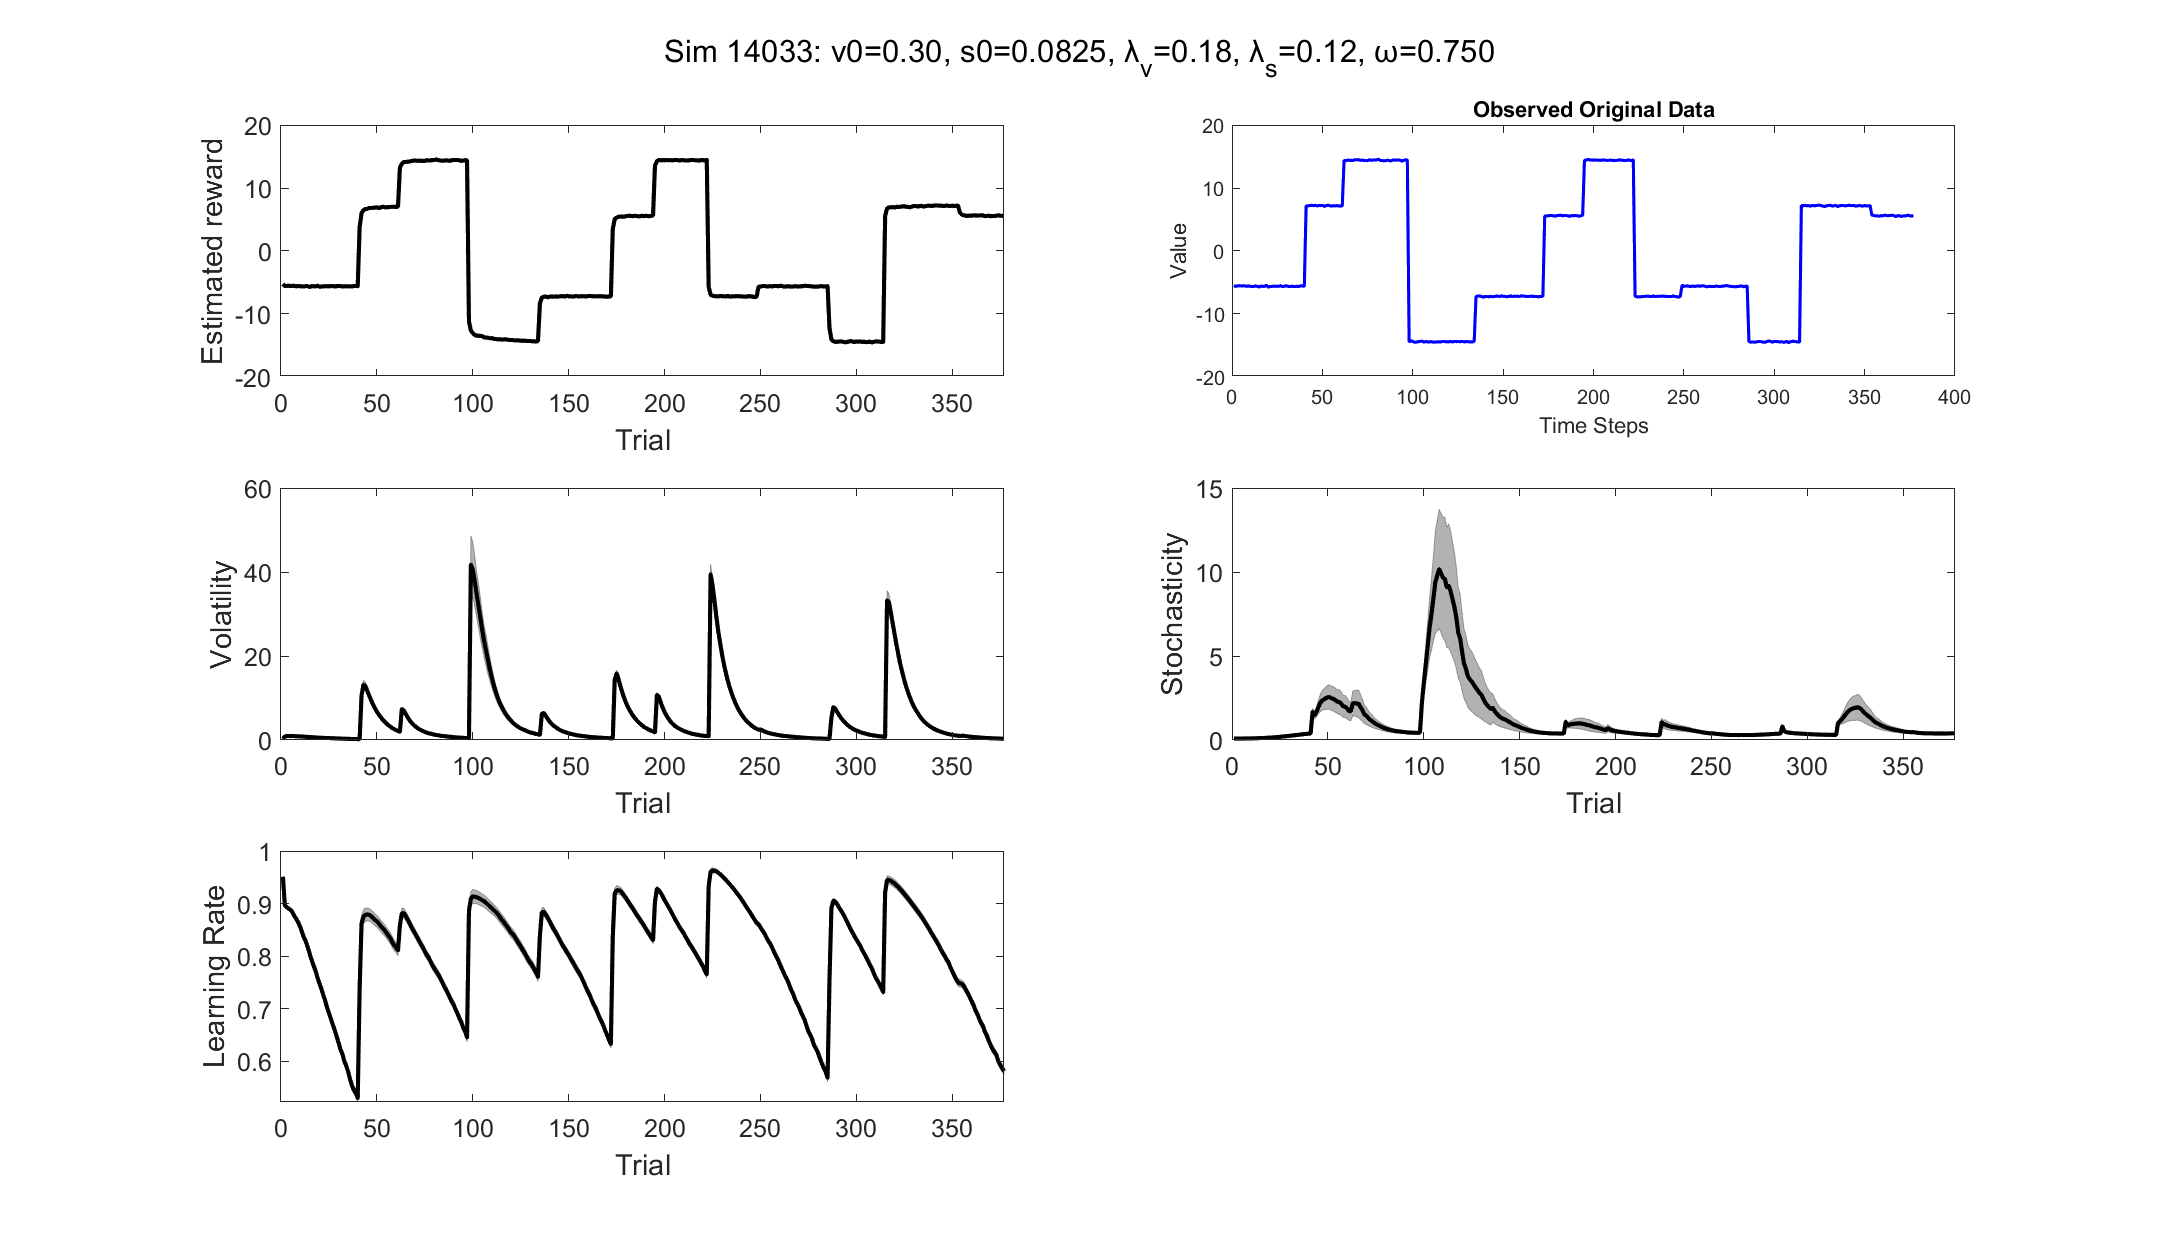 Sim 14033: v0=0.30, s0=0.0825, λv=0.18, λs=0.12, ω=0.750
Estimated reward
20
10
0
-10
-20
0 50 100 150 200 250 300 350
Trial
Observed Original Data
Value
20
10
0
-10
-20
0 50 100 150 200 250 300 350 400
Time Steps
Volatility
60
40
20
0
0 50 100 150 200 250 300 350
Trial
Stochasticity
15
10
5
0
0 50 100 150 200 250 300 350
Trial
Learning Rate
1
0.9
0.8
0.7
0.6
0 50 100 150 200 250 300 350
Trial